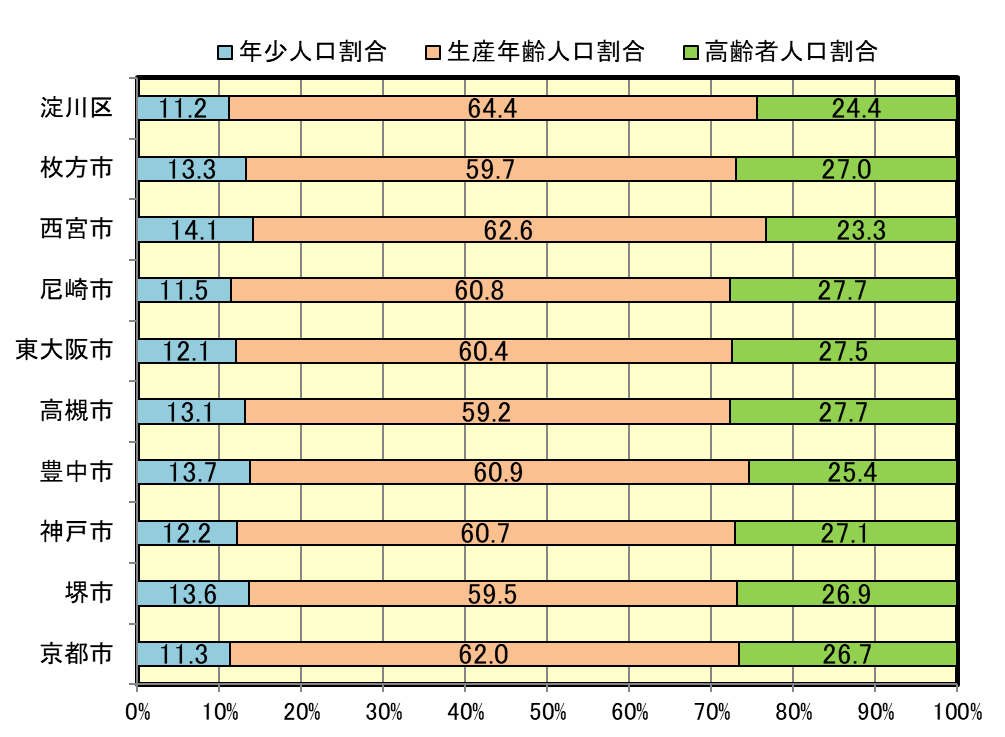 年少人口割合 生産年齢人口割合 高齢者人口割合
淀川区 11.2 64.4 24.4
枚方市 13.3 59.7 27.0
西宮市 14.1 62.6 23.3
尼崎市 11.5 60.8 27.7
東大阪市 12.1 60.4 27.5
高槻市 13.1 59.2 27.7
豊中市 13.7 60.9 25.4
神戸市 12.2 60.7 27.1
堺市 13.6 59.5 26.9
京都市 11.3 62.0 26.7
0% 10% 20% 30% 40% 50% 60% 70% 80% 90% 100%